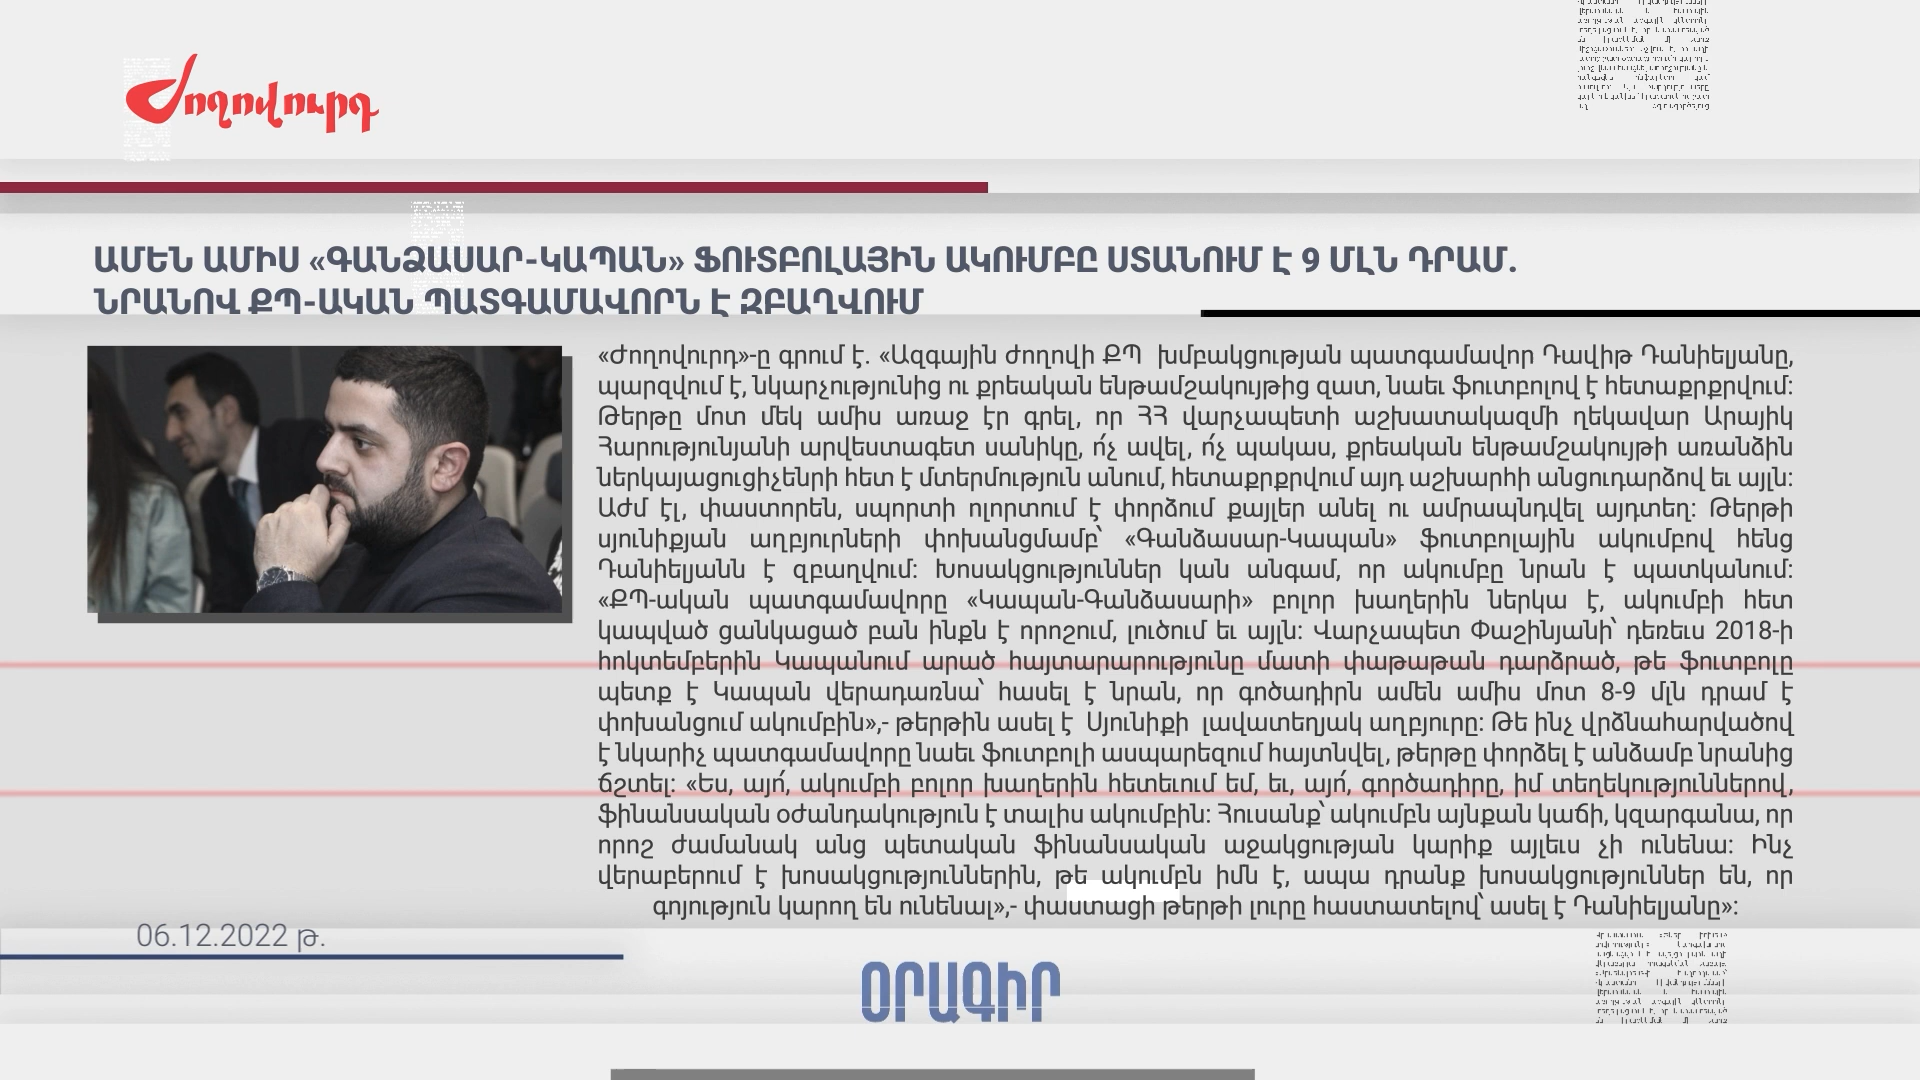 Ժողովուրդ
ԱՄԵՆ ԱՄԻՍ «ԳԱՆՁԱՍԱՐ-ԿԱՊԱՆ» ՖՈՒՏԲՈԼԱՅԻՆ ԱԿՈՒՄԲԸ ՍՏԱՆՈՒՄ Է 9 ՄԼՆ ԴՐԱՄ.
ՆՐԱՆՈՎ ՔՊ-ԱԿԱՆ ՊԱՏԳԱՄԱՎՈՐՆ Է ԶԲԱՂՎՈՒՄ
«Ժողովուրդ»-ը գրում է. «Ազգային ժողովի ՔՊ խմբակցության պատգամավոր Դավիթ Դանիելյանը,
պարզվում է, նկարչությունից ու քրեական ենթամշակույթից զատ, նաեւ ֆուտբոլով է հետաքրքրվում:
Թերթը մոտ մեկ ամիս առաջ էր գրել, որ ՀՀ վարչապետի աշխատակազմի ղեկավար Արայիկ
Հարությունյանի արվեստագետ սանիկը, ո՛չ ավել, ո՛չ պակաս, քրեական ենթամշակույթի առանձին
ներկայացուցիչենրի հետ է մտերմություն անում, հետաքրքրվում այդ աշխարհի անցուդարձով եւ այլն:
Աժմ էլ, փաստորեն, սպորտի ոլորտում է փորձում քայլեր անել ու ամրապնդվել այդտեղ: Թերթի
սյունիքյան աղբյուրների փոխանցմամբ՝ «Գանձասար-Կապան» ֆուտբոլային ակումբով հենց
Դանիելյանն է զբաղվում: Խոսակցություններ կան անգամ, որ ակումբը նրան է պատկանում:
«ՔՊ-ական պատգամավորը «Կապան-Գանձասարի» բոլոր խաղերին ներկա է, ակումբի հետ
կապված ցանկացած բան ինքն է որոշում, լուծում եւ այլն: Վարչապետ Փաշինյանի՝ դեռեւս 2018-ի
հոկտեմբերին Կապանում արած հայտարարությունը մատի փաթաթան դարձրած, թե ֆուտբոլը
պետք է Կապան վերադառնա՝ հասել է նրան, որ գոծադիրն ամեն ամիս մոտ 8-9 մլն դրամ է
փոխանցում ակումբին»,- թերթին ասել է Սյունիքի լավատեղյակ աղբյուրը: Թե ինչ վրձնահարվածով
է նկարիչ պատգամավորը նաեւ ֆուտբոլի ասպարեզում հայտնվել, թերթը փորձել է անձամբ նրանից
ճշտել: «Ես, այո՛, ակումբի բոլոր խաղերին հետեւում եմ, եւ, այո՛, գործադիրը, իմ տեղեկություններով,
ֆինանսական օժանդակություն է տալիս ակումբին: Հուսանք՝ ակումբն այնքան կաճի, կզարգանա, որ
որոշ ժամանակ անց պետական ֆինանսական աջակցության կարիք այլեւս չի ունենա: Ինչ
վերաբերում է խոսակցություններին, թե ակումբն իմն է, ապա դրանք խոսակցություններ են, որ
գոյություն կարող են ունենալ»,- փաստացի թերթի լուրը հաստատելով՝ ասել է Դանիելյանը»:
06.12.2022 թ.
ՕՐԱԳԻՐ